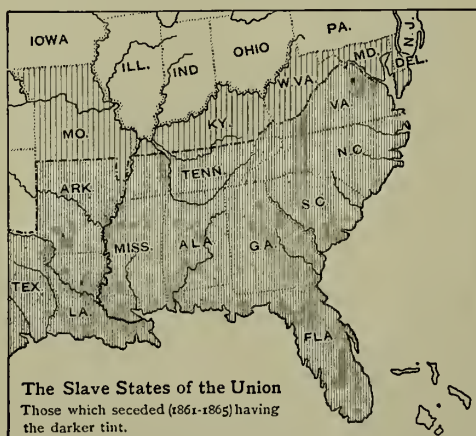 IOWA
ILL.
IND
OHIO
PA.
N.J.
MD.
DEL.
W.VA.
VA.
MO.
KY.
N.C.
TENN.
ARK.
S.C.
MISS.
ALA.
GA.
TEX.
LA.
FLA.
The Slave States of the Union
Those which seceded (1861-1865) having
the darker tint.